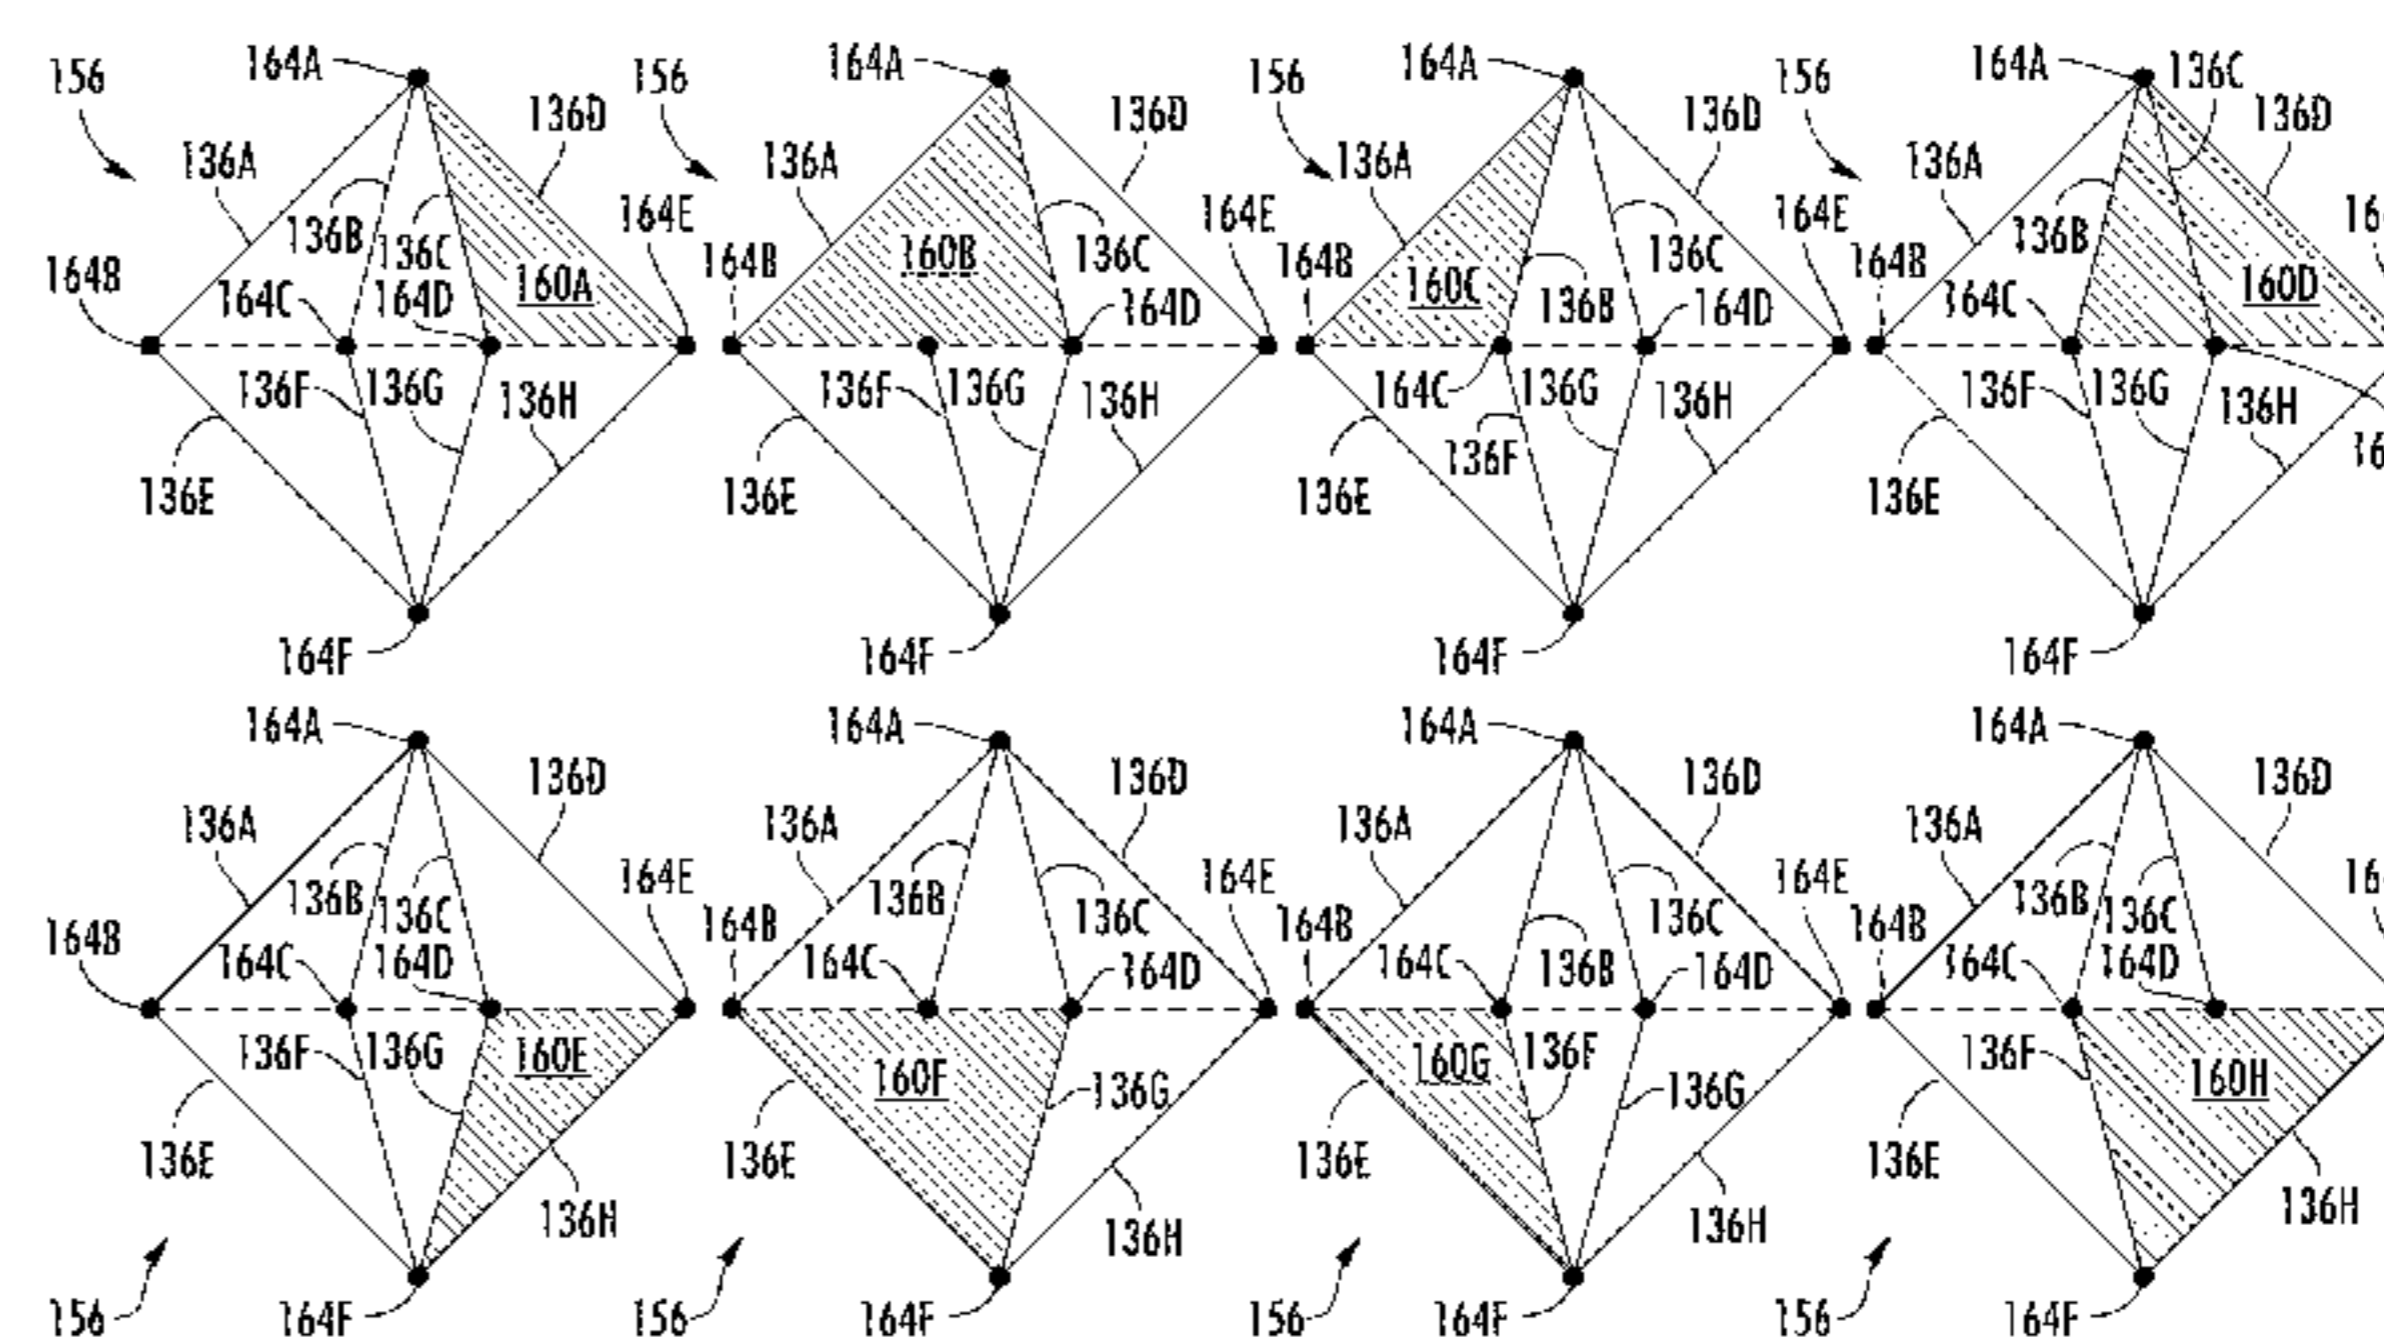 156 164A 136D 156 164A 136D 156 164A 136D 156 164A 136C 136D
136A 136A 136A 136A
164B 136B 136C 164E 164B 160B 136C 164E 164B 160C 136B 136C 164E 164B 136B
164C 164D 160A 164D 164D 164C 160D
136F 136G 136H 136F 136G 136H 164C 136G 136H 136F 136G 136H
136E 136E 136E 136F 136E
164F 164F 164F 164F
164A 136D 164A 136D 164A 136D 164A 136D
136A 136A 136A 136A
164B 136B 136C 164E 164B 136B 136C 164E 164B 136B 136C 164E 164B 136B 136C
164C 164D 164C 164D 164C 164D 164C 164D
136F 136G 160E 160F 136G 160G 136F 136G 136F 160H
136E 136H 136E 136H 136E 136H 136E 136H
156 164F 156 164F 156 164F 156 164F